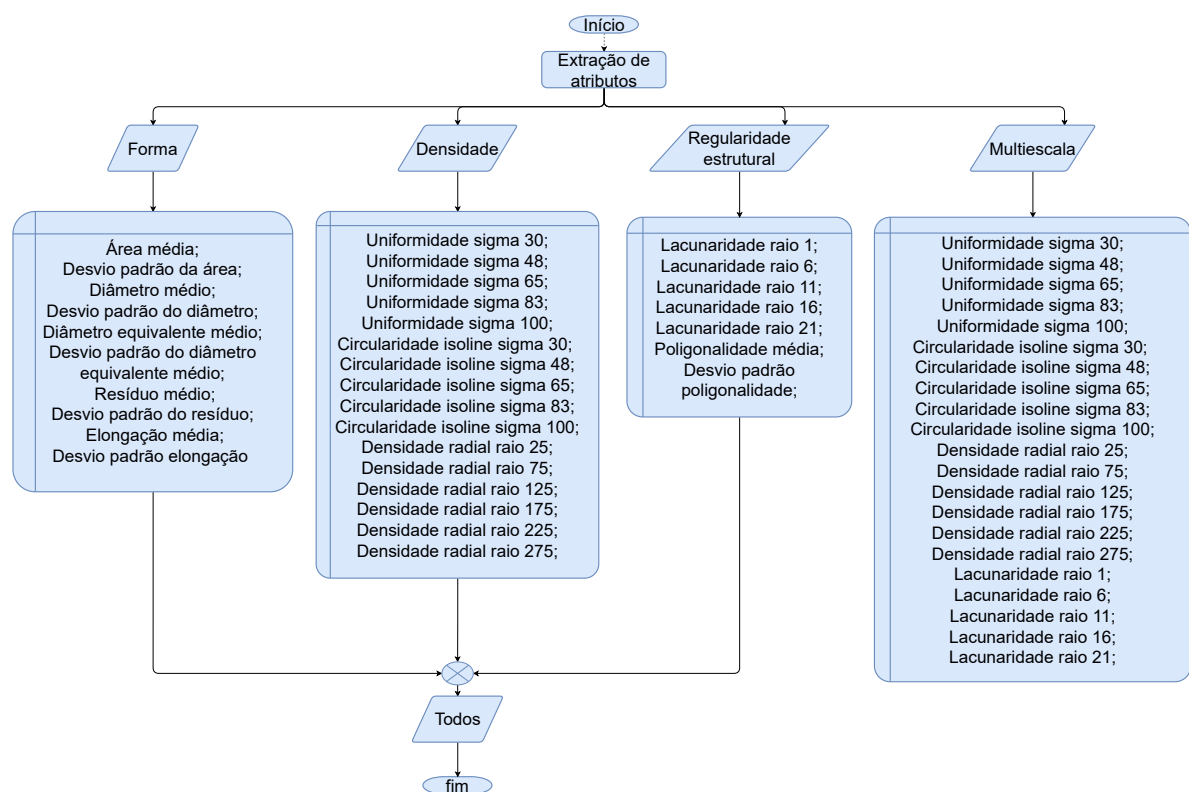 Início
Extração de
atributos
Forma
Densidade
Regularidade
estrutural
Multiescala
Área média;
Desvio padrão da área;
Diâmetro médio;
Desvio padrão do diâmetro;
Diâmetro equivalente médio;
Desvio padrão do diâmetro
equivalente médio;
Resíduo médio;
Desvio padrão do resíduo;
Elongação média;
Desvio padrão elongação
Uniformidade sigma 30;
Uniformidade sigma 48;
Uniformidade sigma 65;
Uniformidade sigma 83;
Uniformidade sigma 100;
Circularidade isoline sigma 30;
Circularidade isoline sigma 48;
Circularidade isoline sigma 65;
Circularidade isoline sigma 83;
Circularidade isoline sigma 100;
Densidade radial raio 25;
Densidade radial raio 75;
Densidade radial raio 125;
Densidade radial raio 175;
Densidade radial raio 225;
Densidade radial raio 275;
Lacunaridade raio 1;
Lacunaridade raio 6;
Lacunaridade raio 11;
Lacunaridade raio 16;
Lacunaridade raio 21;
Poligonalidade média;
Desvio padrão
poligonalidade;
Uniformidade sigma 30;
Uniformidade sigma 48;
Uniformidade sigma 65;
Uniformidade sigma 83;
Uniformidade sigma 100;
Circularidade isoline sigma 30;
Circularidade isoline sigma 48;
Circularidade isoline sigma 65;
Circularidade isoline sigma 83;
Circularidade isoline sigma 100;
Densidade radial raio 25;
Densidade radial raio 75;
Densidade radial raio 125;
Densidade radial raio 175;
Densidade radial raio 225;
Densidade radial raio 275;
Lacunaridade raio 1;
Lacunaridade raio 6;
Lacunaridade raio 11;
Lacunaridade raio 16;
Lacunaridade raio 21;
Todos
fim